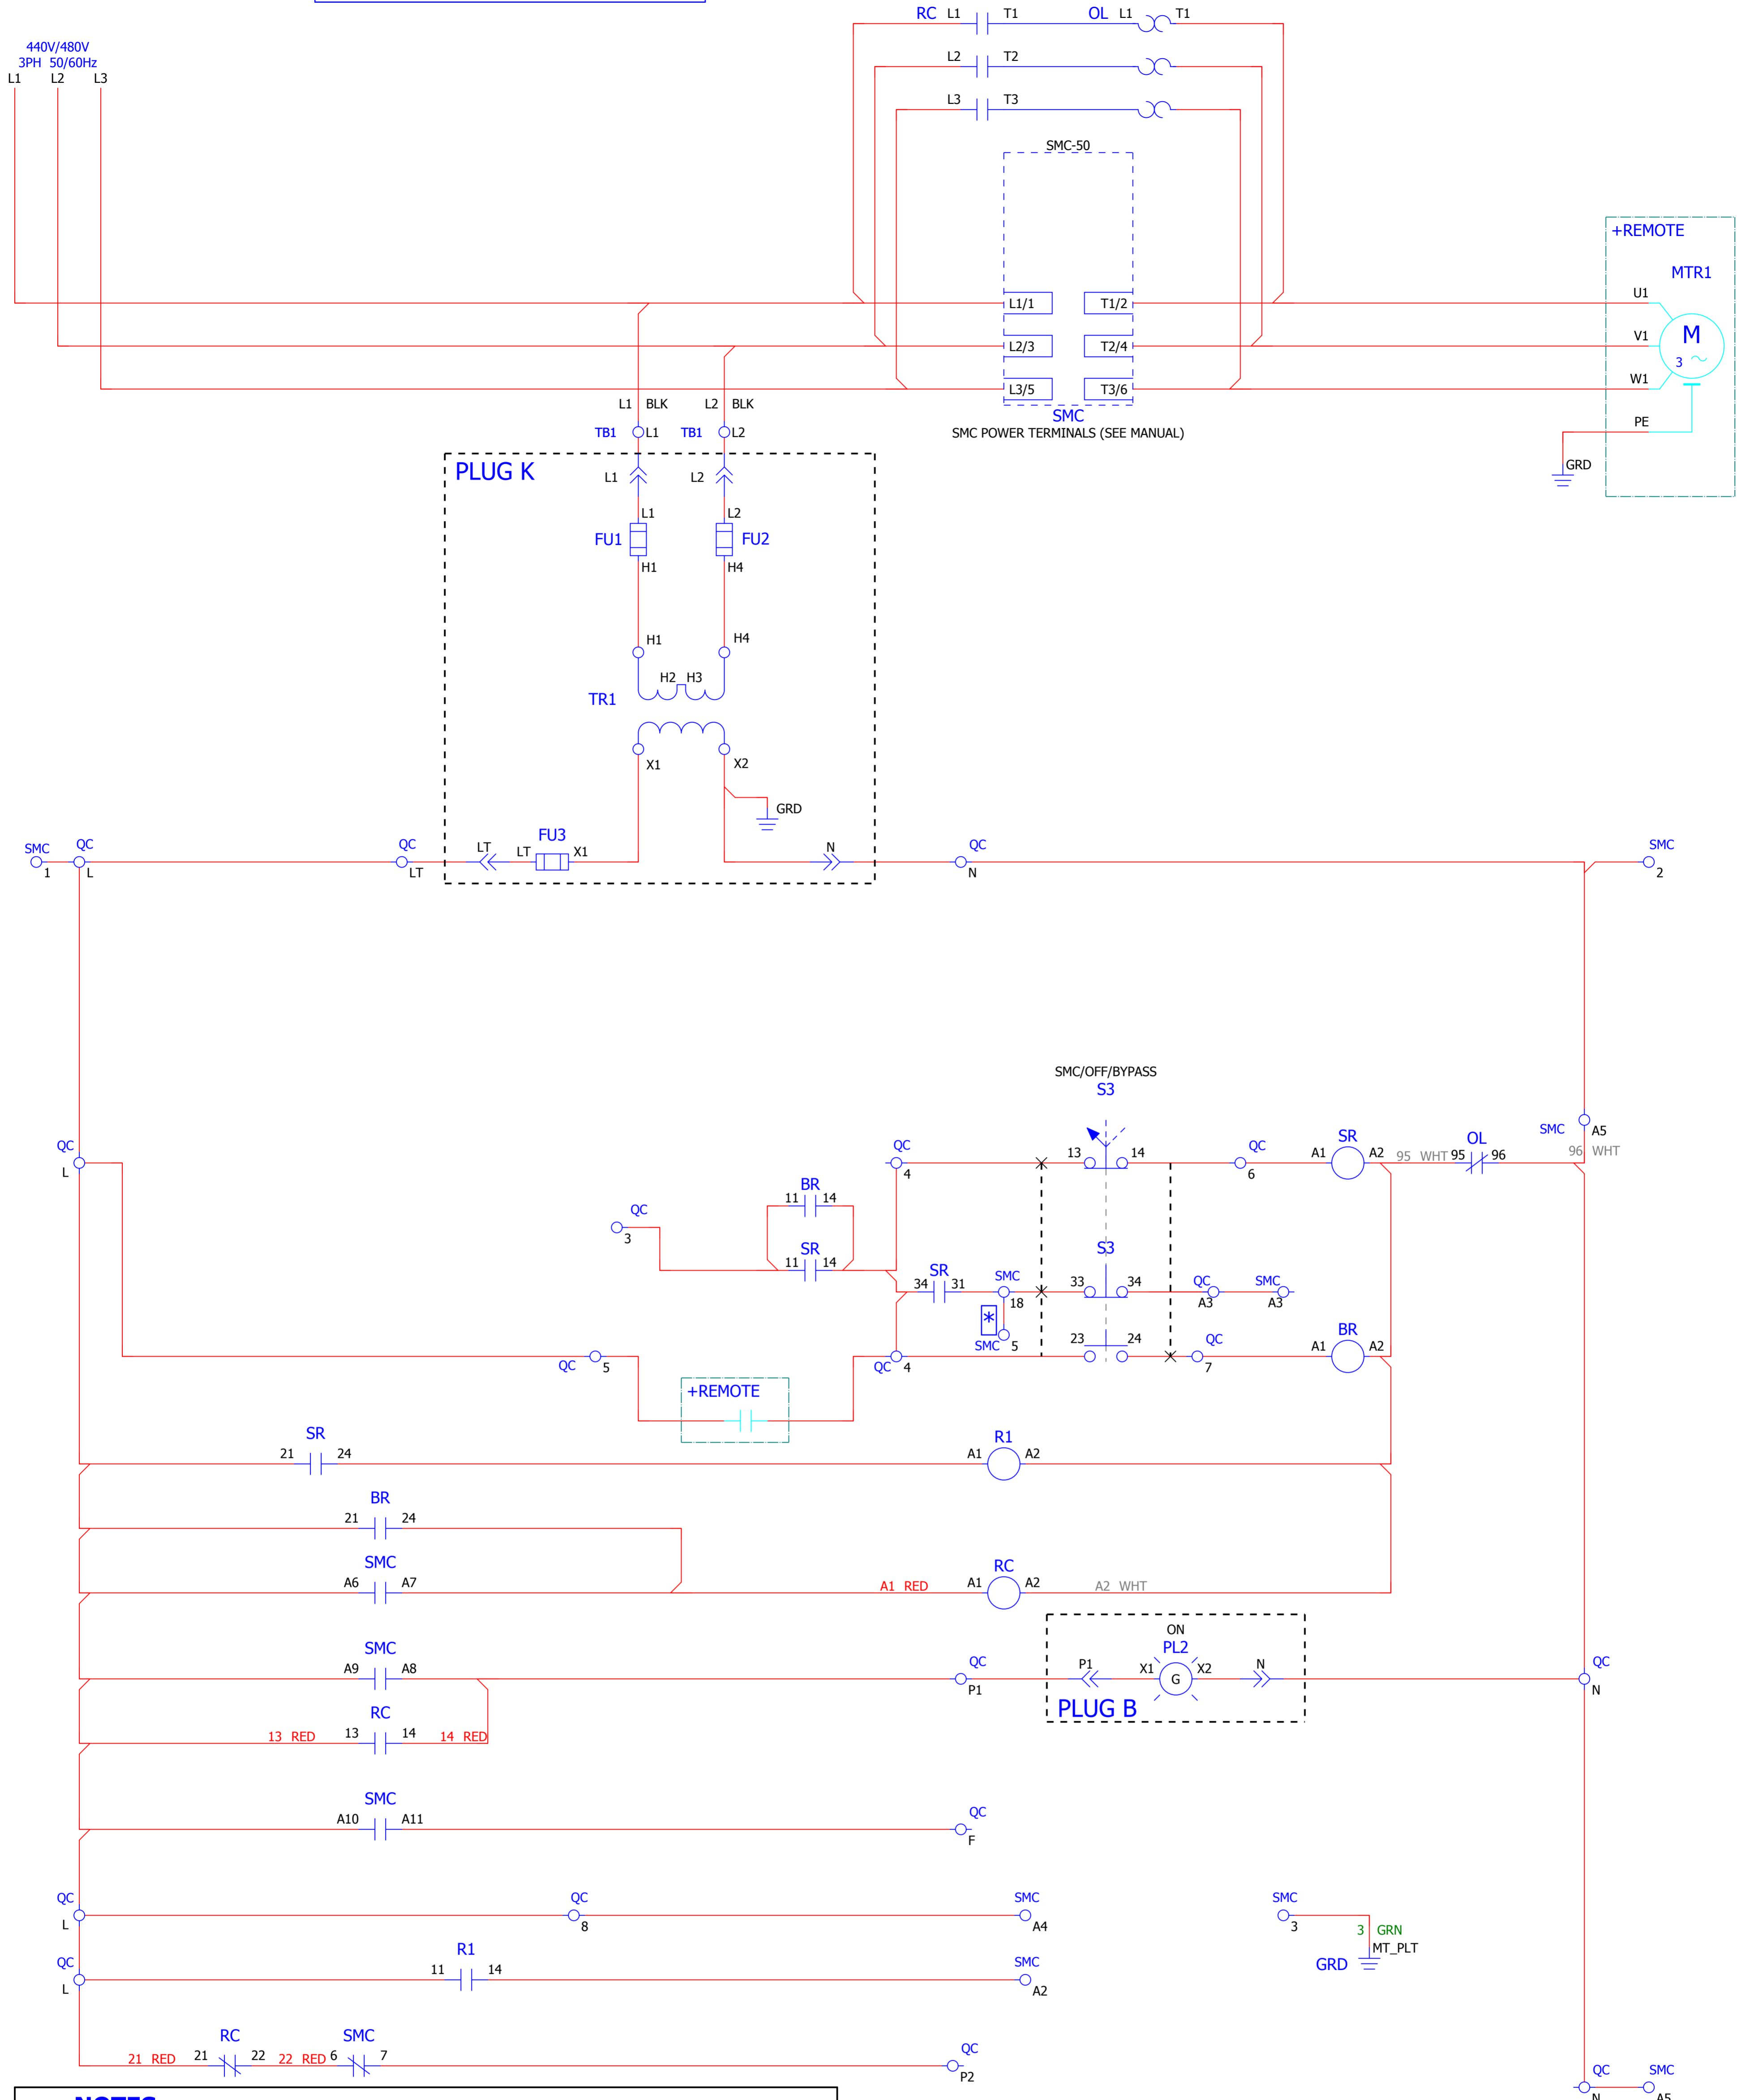 RC L1 T1 OL L1 T1
440V/480V
3PH 50/60Hz
L1 L2 L3
L2 T2
L3 T3
SMC-50
+REMOTE
MTR1
L1/1 T1/2 U1
L2/3 T2/4 V1 M
3
L3/5 T3/6 W1
L1 BLK L2 BLK
SMC
SMC POWER TERMINALS (SEE MANUAL)
PE
TB1 L1 TB1 L2
GRD
PLUG K
L1 L2
L1 L2
FU1 FU2
H1 H4
H1 H4
H2 H3
TR1
X1 X2
GRD
FU3
SMC QC QC LT LT X1 N QC SMC
1 L LT N 2
SMC/OFF/BYPASS
S3
SMC A5
QC QC 13 14 QC SR OL
L 4 6 A1 A2 95 WHT 95 96 96 WHT
BR
11 14
QC
3
SR S3
11 14
SR SMC 33 34 QC SMC
34 31 18 A3 A3
*
SMC 5 23 24 QC BR
QC 5 QC 4 7 A1 A2
+REMOTE
SR R1
21 24 A1 A2
BR
21 24
SMC RC
A6 A7 A1 RED A1 A2 A2 WHT
ON
SMC PL2
A9 A8 QC P1 X1 G X2 N QC
P1 N
PLUG B
RC
13 RED 13 14 14 RED
SMC
A10 A11 QC
F
QC QC SMC SMC
L 8 A4 3
3 GRN
MT_PLT
GRD
QC R1 SMC
L 11 14 A2
RC SMC
21 RED 21 22 22 RED 6 7 QC
P2
QC SMC
N A5
NOTES